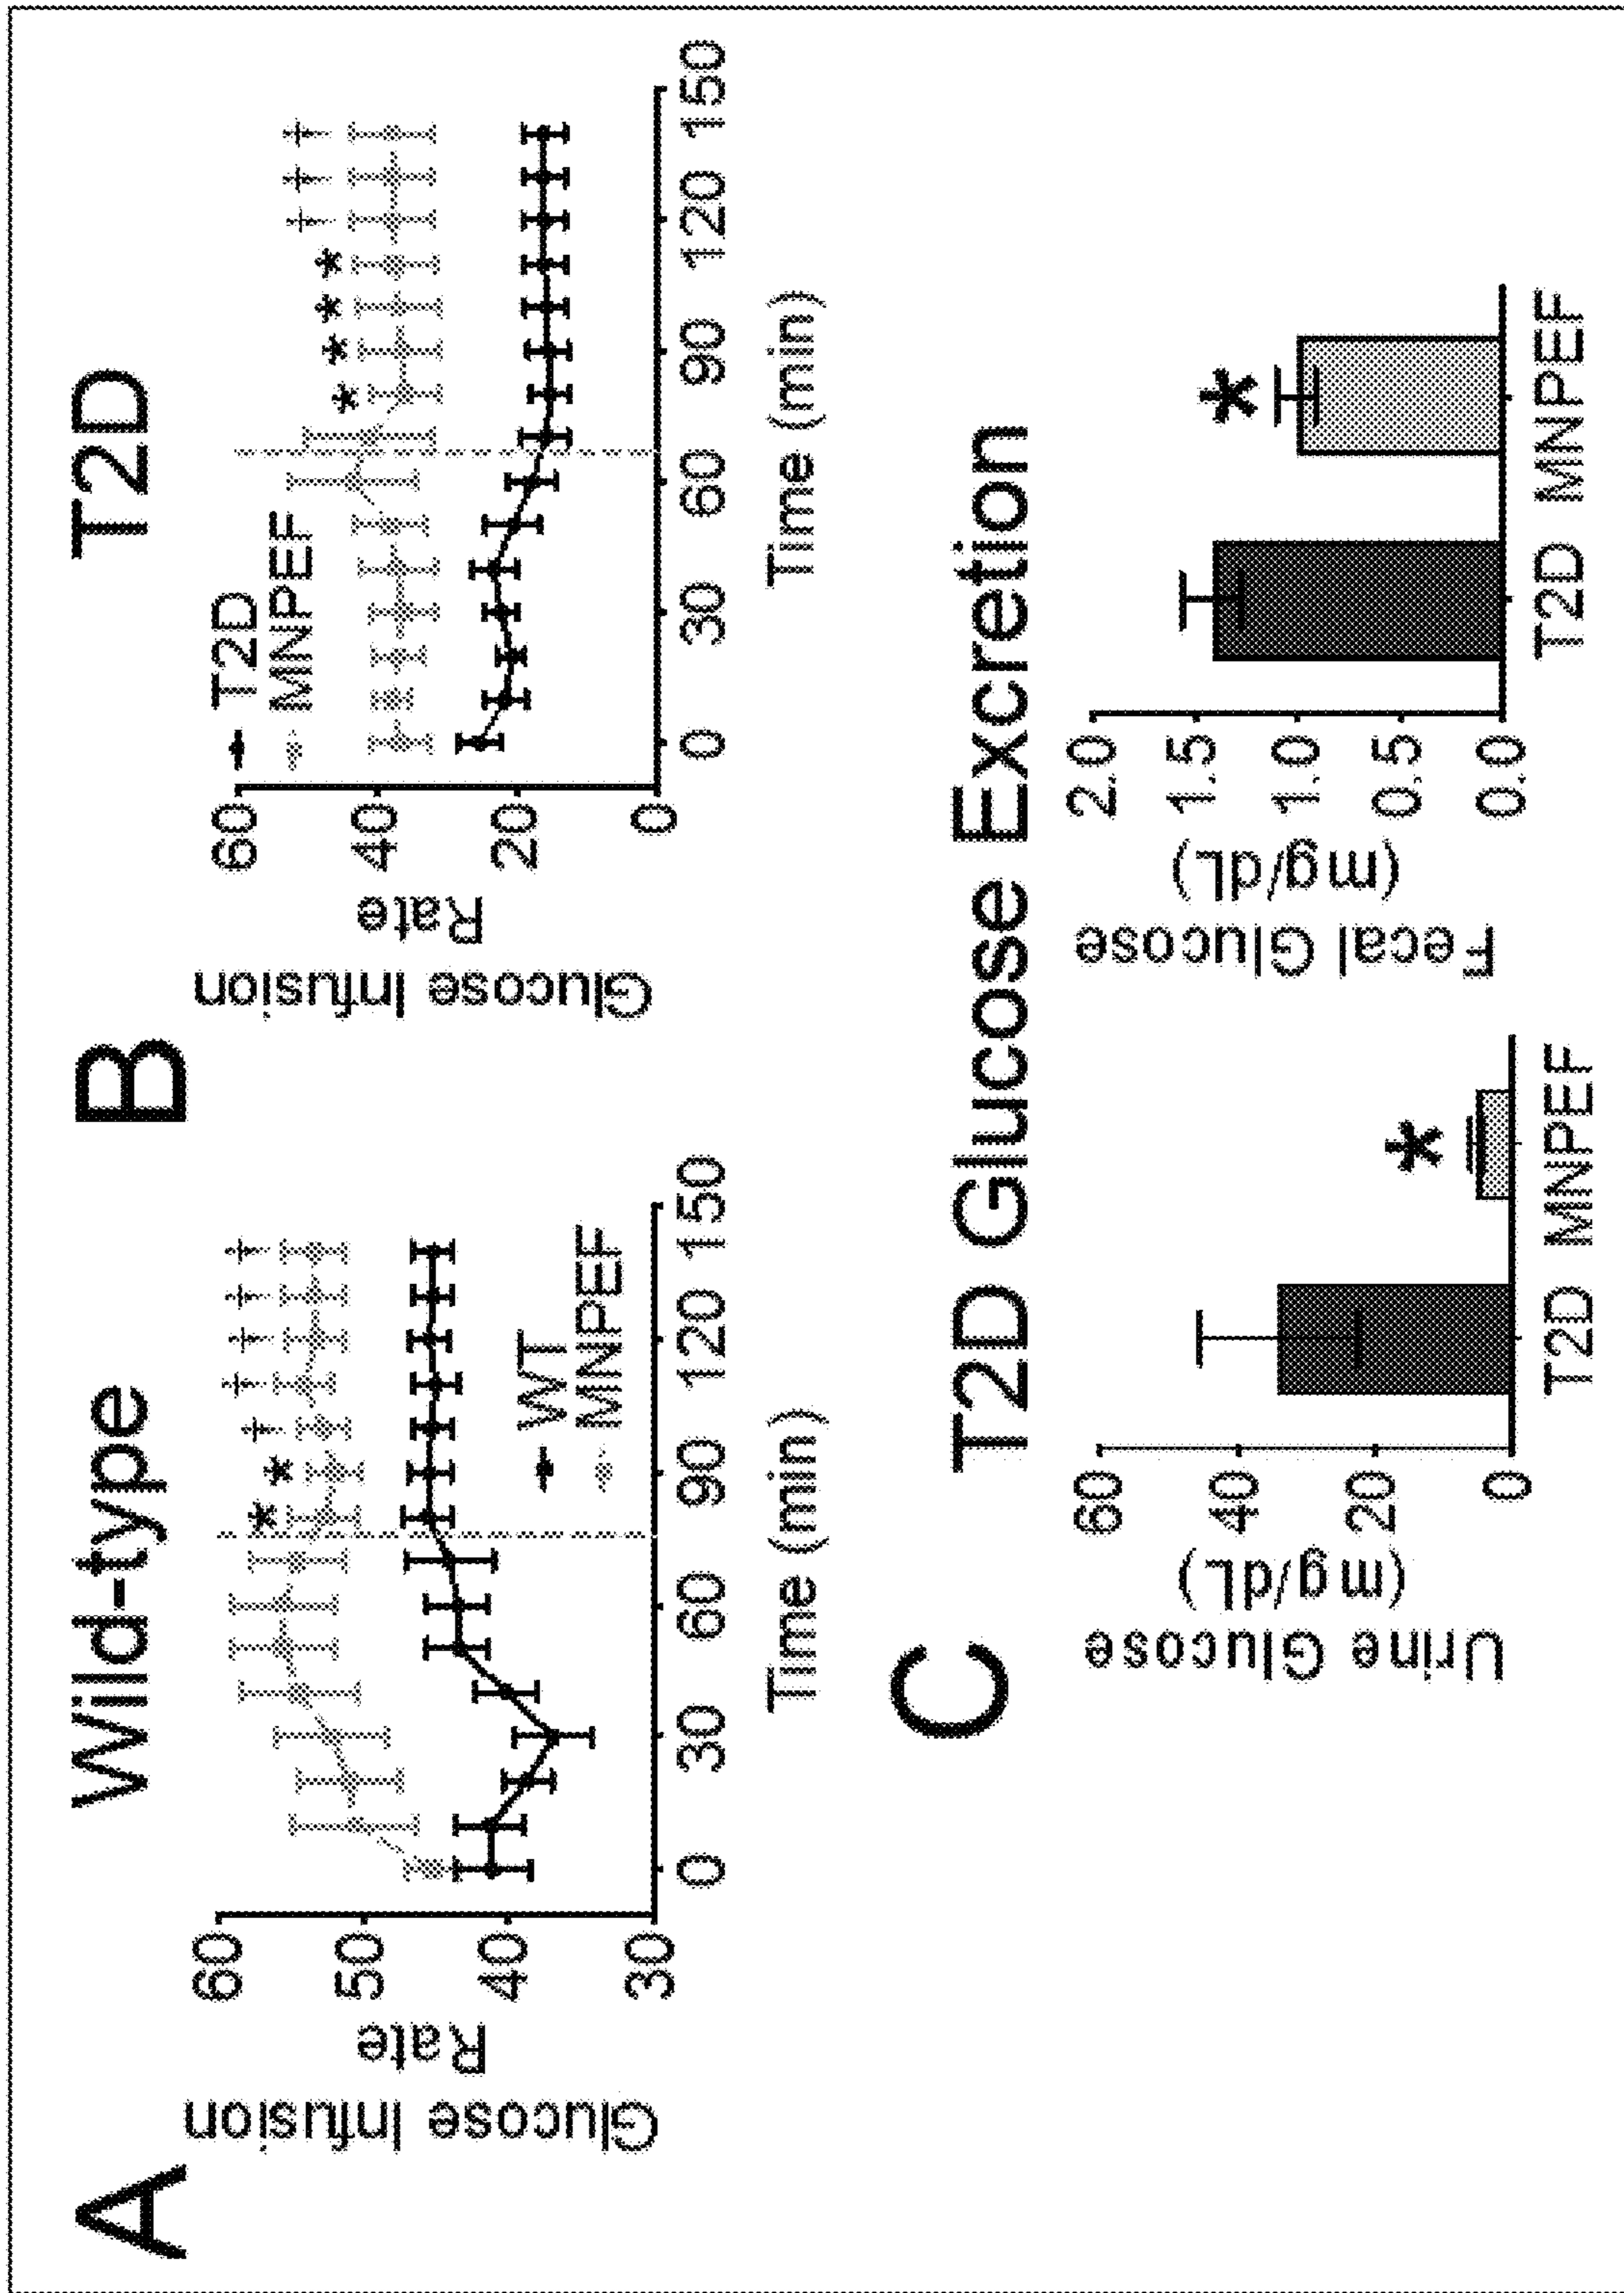 A
Wild-type
Glucose Infusion
Rate
60
50
40
30
* * † † † † †
WT
MNPEF
0 30 60 90 120 150
Time (min)
B
T2D
Glucose Infusion
Rate
60
40
20
0
T2D
MNPEF
* * * * † † †
0 30 60 90 120 150
Time (min)
C
T2D Glucose Excretion
Urine Glucose
(mg/dL)
60
40
20
0
*
T2D MNPEF
Fecal Glucose
(mg/dL)
2.0
1.5
1.0
0.5
0.0
*
T2D MNPEF